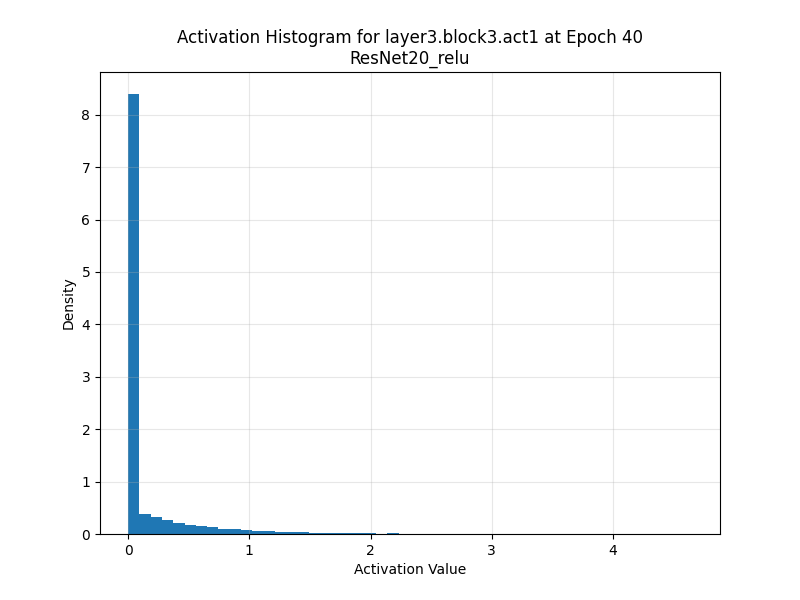 Activation Histogram for layer3.block3.act1 at Epoch 40
ResNet20_relu
8
7
6
5
4
3
2
1
0
Density
0 1 2 3 4
Activation Value